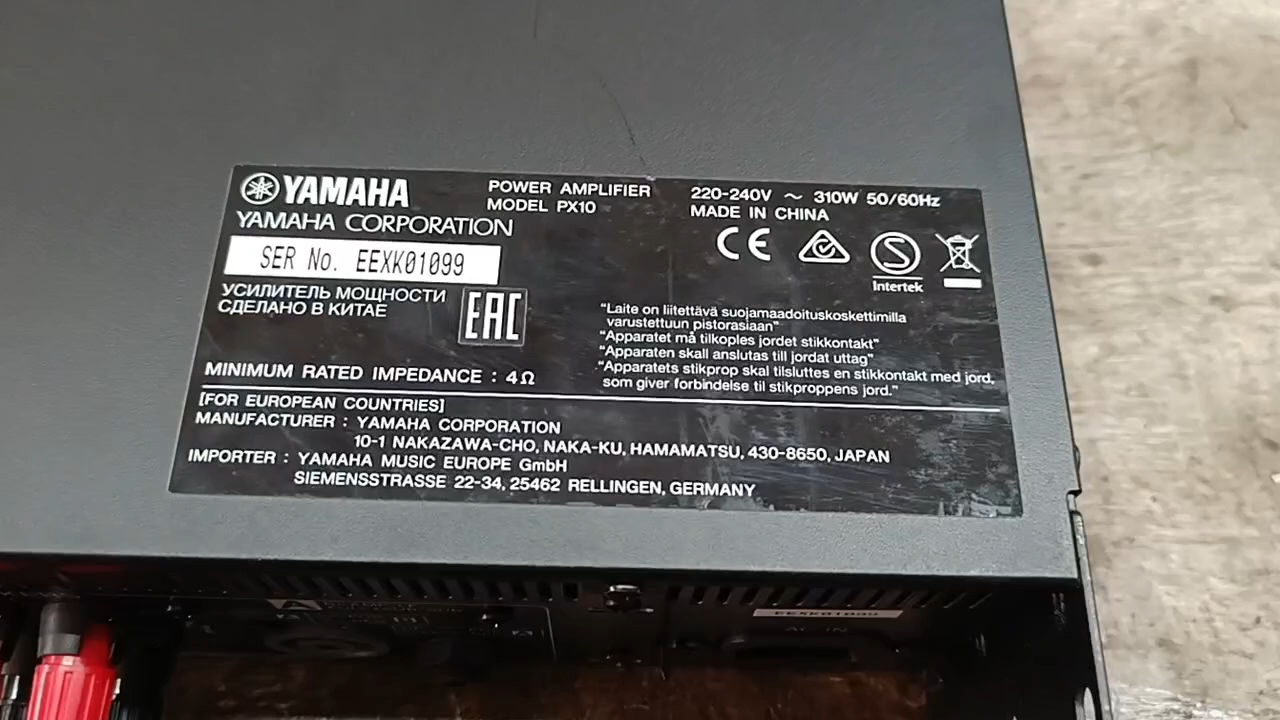 YAMAHA
YAMAHA CORPORATION
POWER AMPLIFIER
MODEL PX10
220-240V ~ 310W 50/60Hz
MADE IN CHINA
SER No. EEXK01099
CE
S
Intertek
УСИЛИТЕЛЬ МОЩНОСТИ
СДЕЛАНО В КИТАЕ
EAC
"Laite on liitettävä suojamaadoituskoskettimilla
varustettuun pistorasiaan"
"Apparatet må tilkoples jordet stikkontakt"
"Apparaten skall anslutas till jordat uttag"
"Apparatets stikprop skal tilsluttes en stikkontakt med jord,
som giver forbindelse til stikproppens jord."
MINIMUM RATED IMPEDANCE : 4Ω
[FOR EUROPEAN COUNTRIES]
MANUFACTURER : YAMAHA CORPORATION
10-1 NAKAZAWA-CHO, NAKA-KU, HAMAMATSU, 430-8650, JAPAN
IMPORTER : YAMAHA MUSIC EUROPE GmbH
SIEMENSSTRASSE 22-34, 25462 RELLINGEN, GERMANY
EEXK01099
AC IN